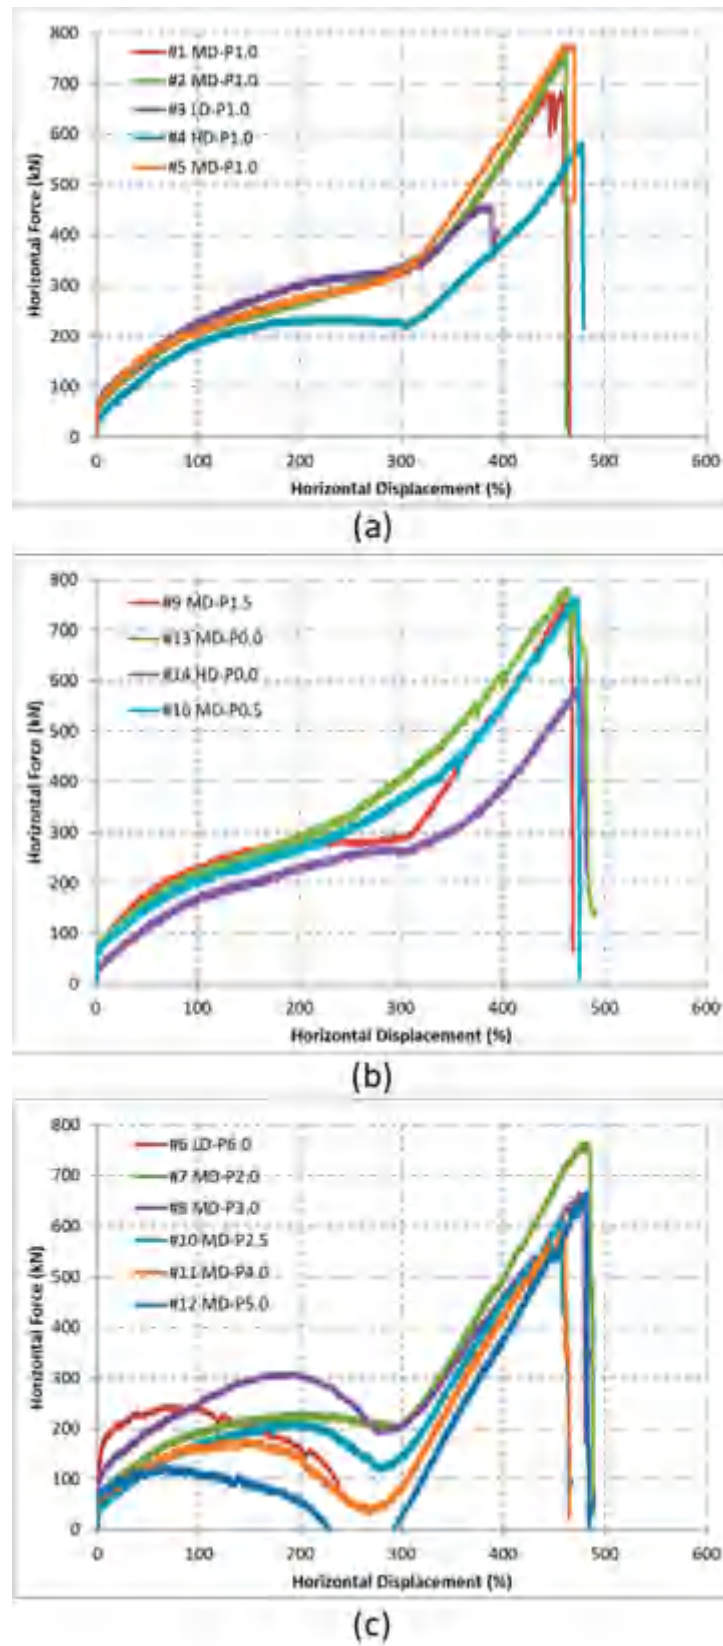 800
700
600
500
400
300
200
100
0
Horizontal Force (kN)
#1 MD-P1.0
#2 MD-P1.0
#3 LD-P1.0
#4 HD-P1.0
#5 MD-P1.0
0 100 200 300 400 500 600
Horizontal Displacement (%)
(a)
800
700
600
500
400
300
200
100
0
Horizontal Force (kN)
#9 MD-P1.5
#13 MD-P0.0
#14 HD-P0.0
#16 MD-P0.5
0 100 200 300 400 500 600
Horizontal Displacement (%)
(b)
800
700
600
500
400
300
200
100
0
Horizontal Force (kN)
#6 LD-P6.0
#7 MD-P2.0
#8 MD-P3.0
#10 MD-P2.5
#11 MD-P4.0
#12 MD-P5.0
0 100 200 300 400 500 600
Horizontal Displacement (%)
(c)